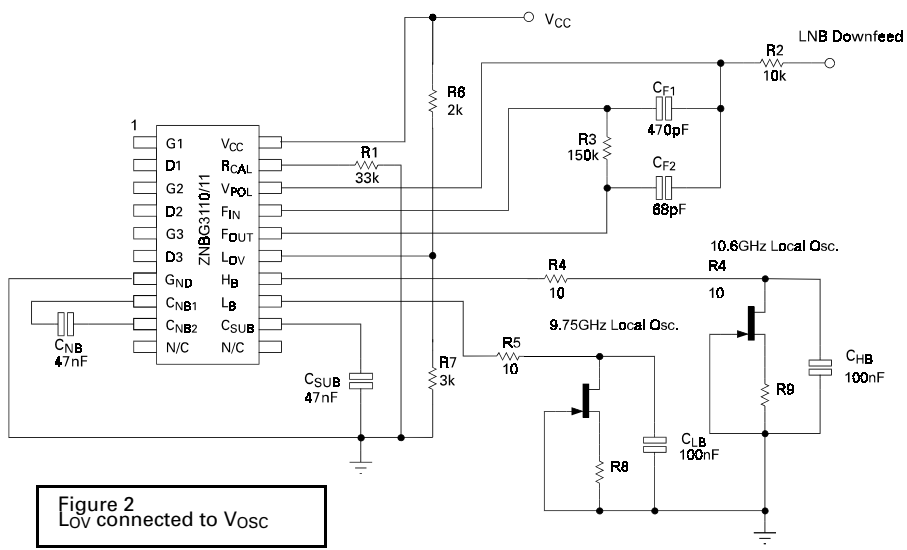 VCC
LNB Downfeed
R2
10k
R6
2k
CF1
470pF
R3
150k
CF2
68pF
1
R1
33k
ZNBG3110/11
G1 VCC
D1 RCAL
G2 VPOL
D2 FIN
G3 FOUT
D3 LOV
GND HB
CNB1 LB
CNB2 CSUB
N/C N/C
CNB
47nF
CSUB
47nF
R7
3k
R4
10
10.6GHz Local Osc.
R4
10
9.75GHz Local Osc.
R5
10
R9
CHB
100nF
R8
CLB
100nF
Figure 2
LOV connected to VOSC